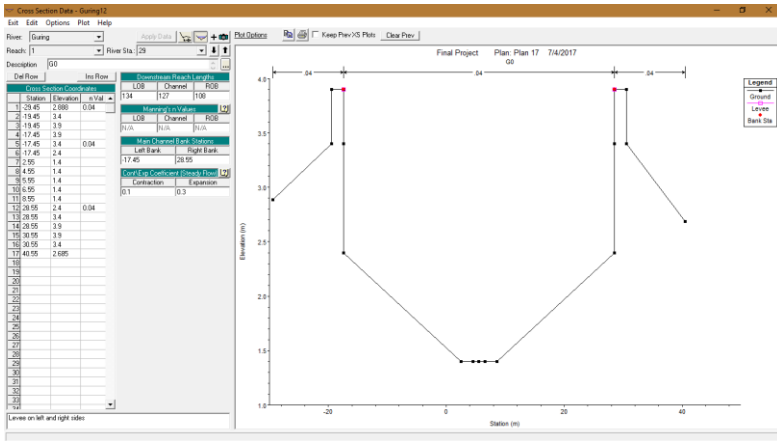 Cross Section Data - Guring12
Exit Edit Options Plot Help
River: Guring Apply Data Plot Options Keep Prev XS Plots Clear Prev
Reach: 1 River Sta.: 29
Description G0
Del Row Ins Row
Cross Section Coordinates
Station Elevation n Val
1 -29.45 2.888 0.04
2 -19.45 3.4
3 -19.45 3.9
4 -17.45 3.9
5 -17.45 3.4 0.04
6 -17.45 2.4
7 2.55 1.4
8 4.55 1.4
9 5.55 1.4
10 6.55 1.4
11 8.55 1.4
12 28.55 2.4 0.04
13 28.55 3.4
14 28.55 3.9
15 30.55 3.9
16 30.55 3.4
17 40.55 2.685
18
19
20
21
22
23
24
25
26
27
28
29
30
31
32
33
Downstream Reach Lengths
LOB Channel ROB
134 127 108
Manning's n Values
LOB Channel ROB
N/A N/A N/A
Main Channel Bank Stations
Left Bank Right Bank
-17.45 28.55
Cont\Exp Coefficient (Steady Flow)
Contraction Expansion
0.1 0.3
Levee on left and right sides
Final Project Plan: Plan 17 7/4/2017
G0
.04 .04 .04
4.0
3.5
3.0
2.5
2.0
1.5
1.0
Elevation (m)
-20 0 20 40
Station (m)
Legend
Ground
Levee
Bank Sta